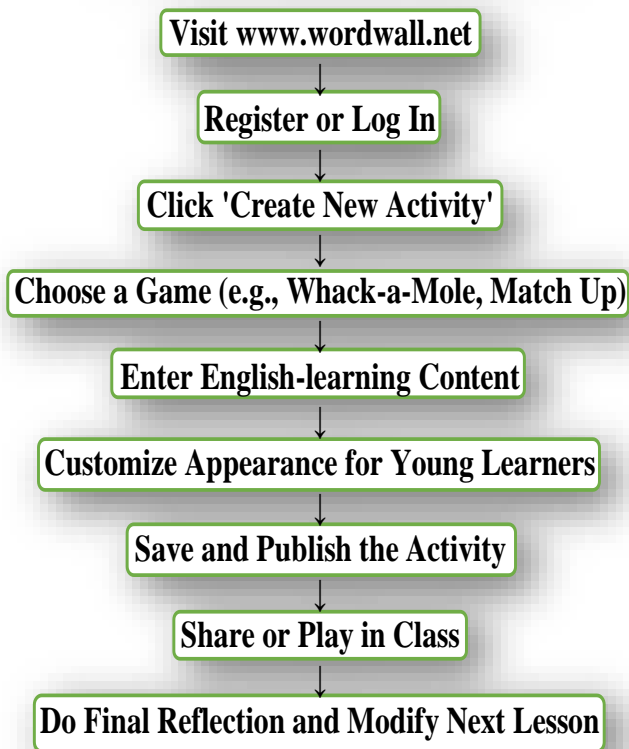 Visit www.wordwall.net
Register or Log In
Click 'Create New Activity'
Choose a Game (e.g., Whack-a-Mole, Match Up)
Enter English-learning Content
Customize Appearance for Young Learners
Save and Publish the Activity
Share or Play in Class
Do Final Reflection and Modify Next Lesson